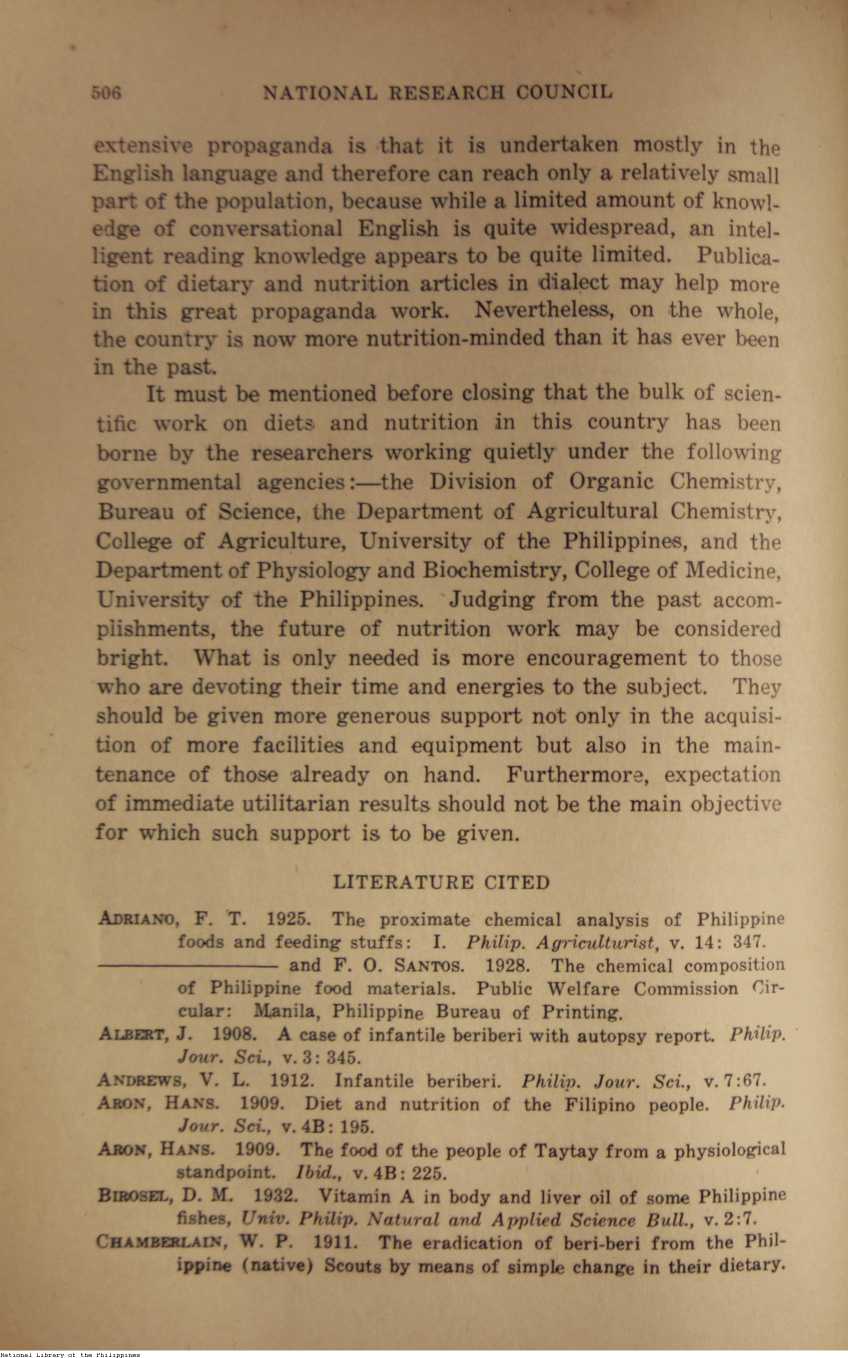 506 NATIONAL RESEARCH COUNCIL
extensive propaganda is that it is undertaken mostly in the
English language and therefore can reach only a relatively small
part of the population, because while a limited amount of knowl-
edge of conversational English is quite widespread, an intel-
ligent reading knowledge appears to be quite limited. Publica-
tion of dietary and nutrition articles in dialect may help more
in this great propaganda work. Nevertheless, on the whole,
the country is now more nutrition-minded than it has ever been
in the past.
It must be mentioned before closing that the bulk of scien-
tific work on diets and nutrition in this country has been
borne by the researchers working quietly under the following
governmental agencies:—the Division of Organic Chemistry,
Bureau of Science, the Department of Agricultural Chemistry,
College of Agriculture, University of the Philippines, and the
Department of Physiology and Biochemistry, College of Medicine,
University of the Philippines. Judging from the past accom-
plishments, the future of nutrition work may be considered
bright. What is only needed is more encouragement to those
who are devoting their time and energies to the subject. They
should be given more generous support not only in the acquisi-
tion of more facilities and equipment but also in the main-
tenance of those already on hand. Furthermore, expectation
of immediate utilitarian results should not be the main objective
for which such support is to be given.
LITERATURE CITED
ADRIANO, F. T. 1925. The proximate chemical analysis of Philippine
foods and feeding stuffs: I. Philip. Agriculturist, v. 14: 347.
——— and F. O. SANTOS. 1928. The chemical composition
of Philippine food materials. Public Welfare Commission Cir-
cular: Manila, Philippine Bureau of Printing.
ALBERT, J. 1908. A case of infantile beriberi with autopsy report. Philip.
Jour. Sci., v. 3: 345.
ANDREWS, V. L. 1912. Infantile beriberi. Philip. Jour. Sci., v. 7:67.
ARON, HANS. 1909. Diet and nutrition of the Filipino people. Philip.
Jour. Sci., v. 4B: 195.
ARON, HANS. 1909. The food of the people of Taytay from a physiological
standpoint. Ibid., v. 4B: 225.
BIROSEL, D. M. 1932. Vitamin A in body and liver oil of some Philippine
fishes, Univ. Philip. Natural and Applied Science Bull., v. 2:7.
CHAMBERLAIN, W. P. 1911. The eradication of beri-beri from the Phil-
ippine (native) Scouts by means of simple change in their dietary.
National Library of the Philippines